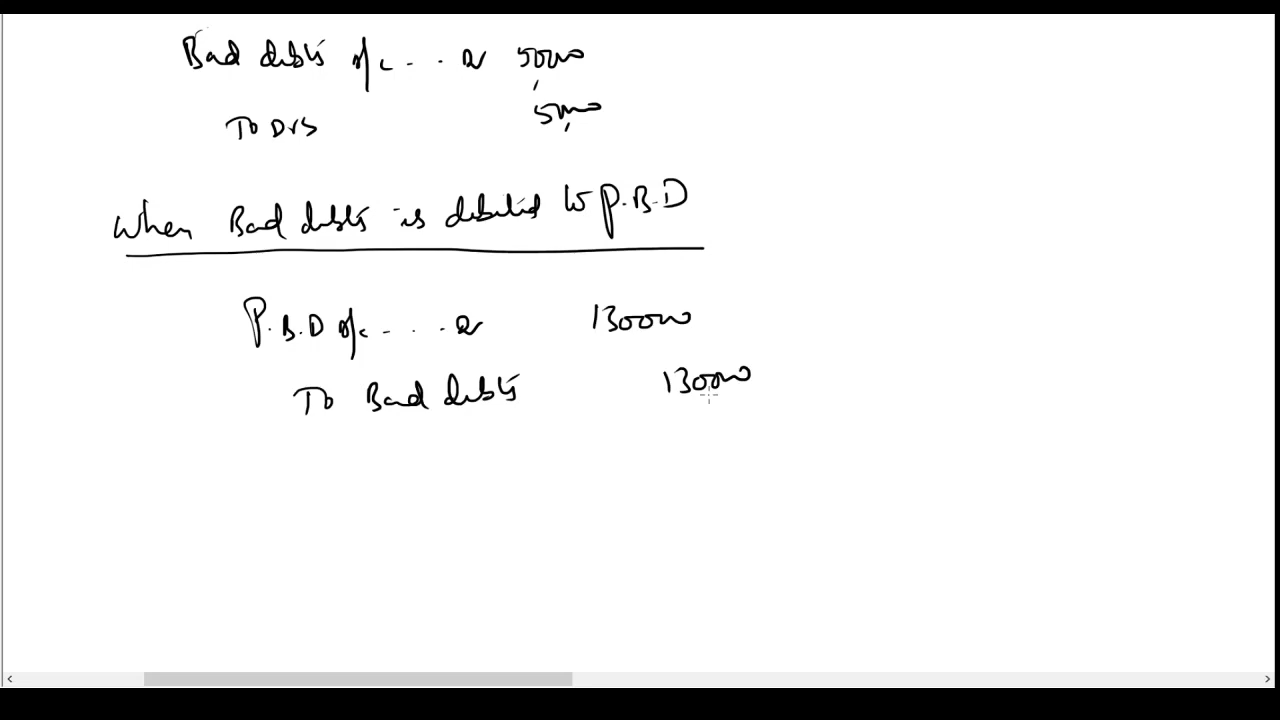 Bad debts a/c - . . Dr 5000
5000
To Drs
When Bad debts is debited to P.B.D
P.B.D a/c - . . . Dr 13000
To Bad debts 13000